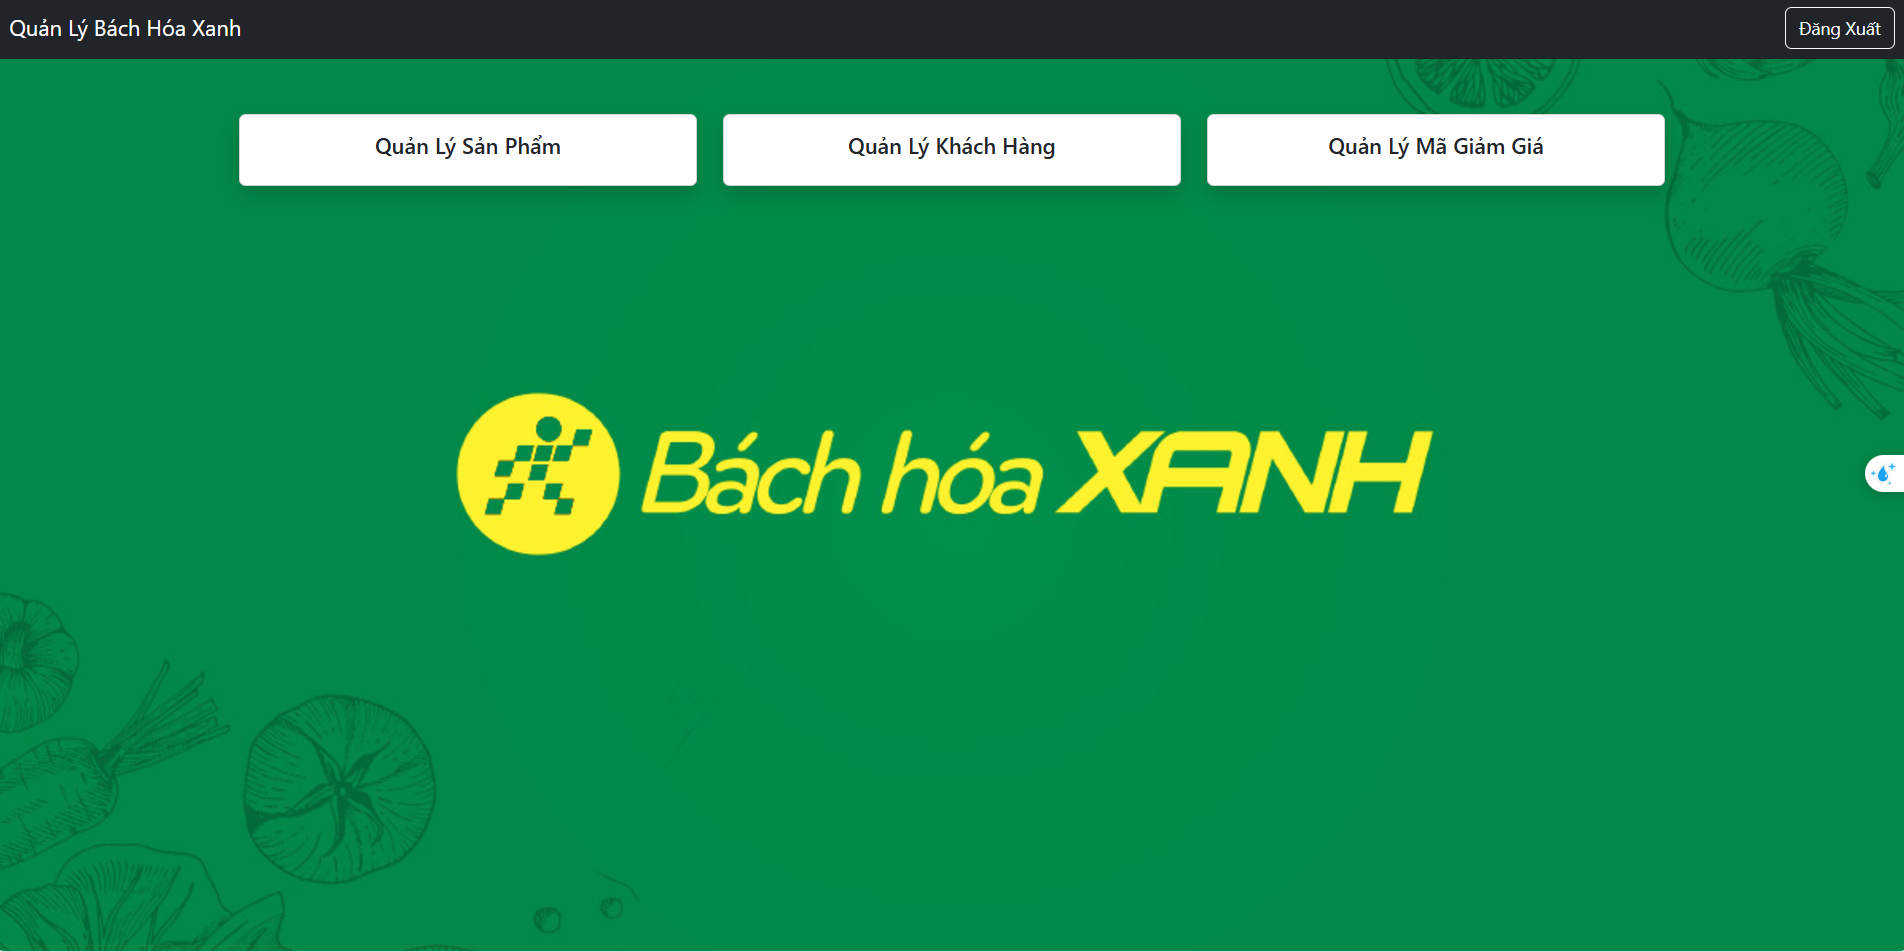 Quản Lý Bách Hóa Xanh
Đăng Xuất
Quản Lý Sản Phẩm
Quản Lý Khách Hàng
Quản Lý Mã Giảm Giá
Bách hóa XANH